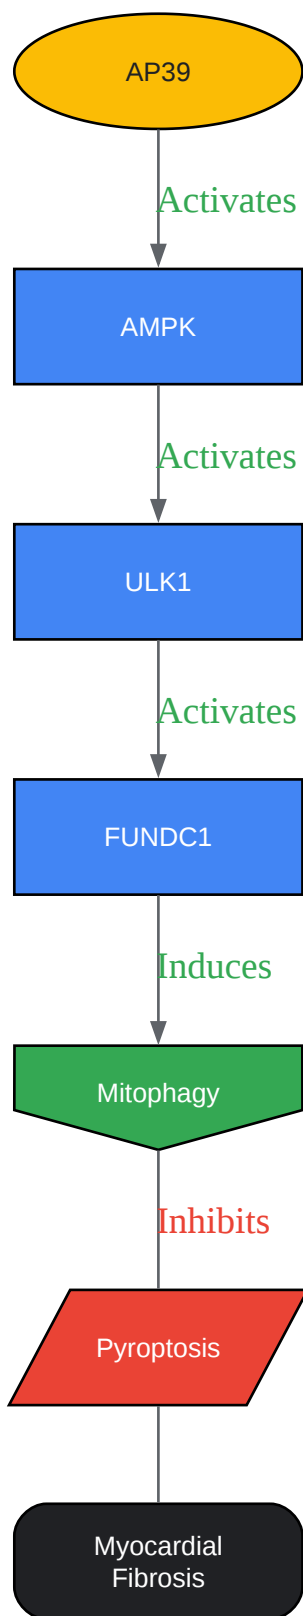 AP39
Activates
AMPK
Activates
ULK1
Activates
FUNDC1
Induces
Mitophagy
Inhibits
Pyroptosis
Myocardial
Fibrosis